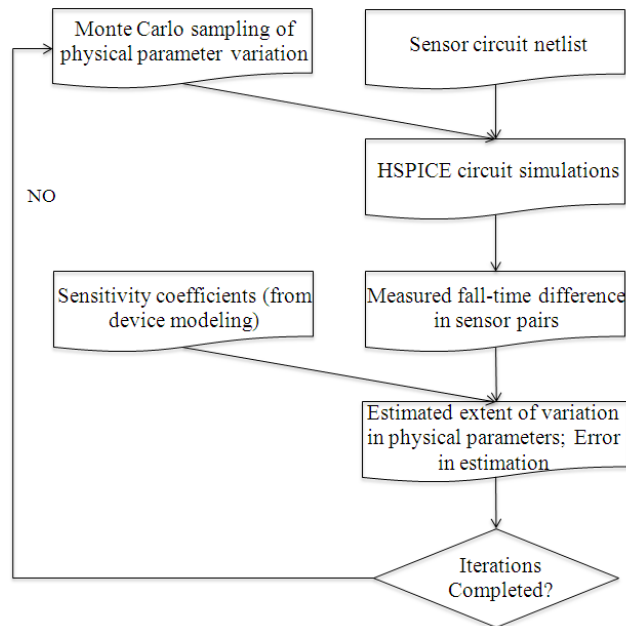 Monte Carlo sampling of
physical parameter variation
Sensor circuit netlist
HSPICE circuit simulations
NO
Sensitivity coefficients (from
device modeling)
Measured fall-time difference
in sensor pairs
Estimated extent of variation
in physical parameters; Error
in estimation
Iterations
Completed?